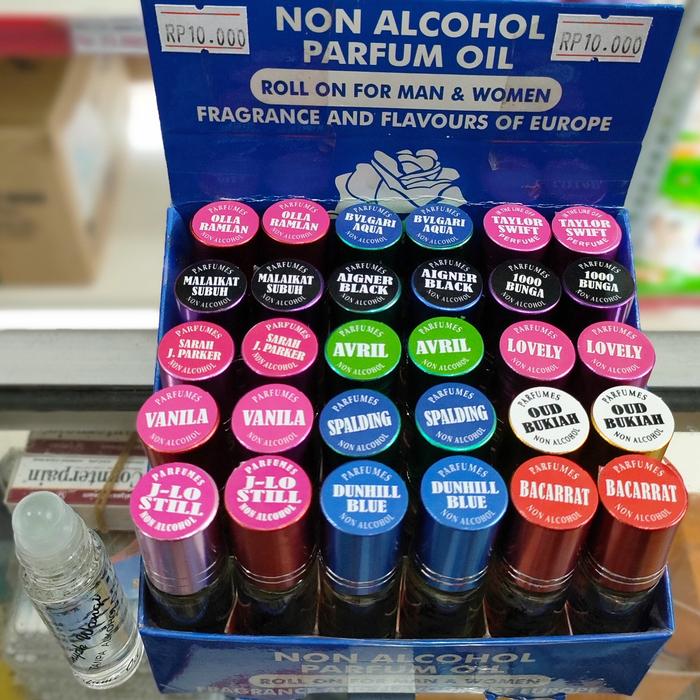 RP10.000
NON ALCOHOL
PARFUM OIL
RP10.000
ROLL ON FOR MAN & WOMEN
FRAGRANCE AND FLAVOURS OF EUROPE
PARFUMES
OLLA
RAMLAN
NON ALCOHOL
PARFUMES
OLLA
RAMLAN
NON ALCOHOL
PARFUMES
BVLGARI
AQUA
NON ALCOHOL
PARFUMES
BVLGARI
AQUA
NON ALCOHOL
TAYLOR
SWIFT
PERFUME
TAYLOR
SWIFT
PERFUME
PARFUMES
MALAIKAT
SUBUH
NON ALCOHOL
PARFUMES
MALAIKAT
SUBUH
NON ALCOHOL
PARFUMES
AIGNER
BLACK
NON ALCOHOL
PARFUMES
AIGNER
BLACK
NON ALCOHOL
PARFUMES
1000
BUNGA
NON ALCOHOL
PARFUMES
1000
BUNGA
NON ALCOHOL
PARFUMES
SARAH
J. PARKER
NON ALCOHOL
PARFUMES
SARAH
J. PARKER
NON ALCOHOL
PARFUMES
AVRIL
NON ALCOHOL
PARFUMES
AVRIL
NON ALCOHOL
PARFUMES
LOVELY
NON ALCOHOL
PARFUMES
LOVELY
NON ALCOHOL
PARFUMES
VANILA
NON ALCOHOL
PARFUMES
VANILA
NON ALCOHOL
PARFUMES
SPALDING
NON ALCOHOL
PARFUMES
SPALDING
NON ALCOHOL
PARFUMES
OUD
BUKIAH
NON ALCOHOL
PARFUMES
OUD
BUKIAH
NON ALCOHOL
PARFUMES
J-LO
STILL
NON ALCOHOL
PARFUMES
J-LO
STILL
NON ALCOHOL
PARFUMES
DUNHILL
BLUE
NON ALCOHOL
PARFUMES
DUNHILL
BLUE
NON ALCOHOL
PARFUMES
BACARRAT
NON ALCOHOL
PARFUMES
BACARRAT
NON ALCOHOL
Counterpain
NON ALCOHOL
PARFUM OIL
ROLL ON FOR MAN & WOMEN